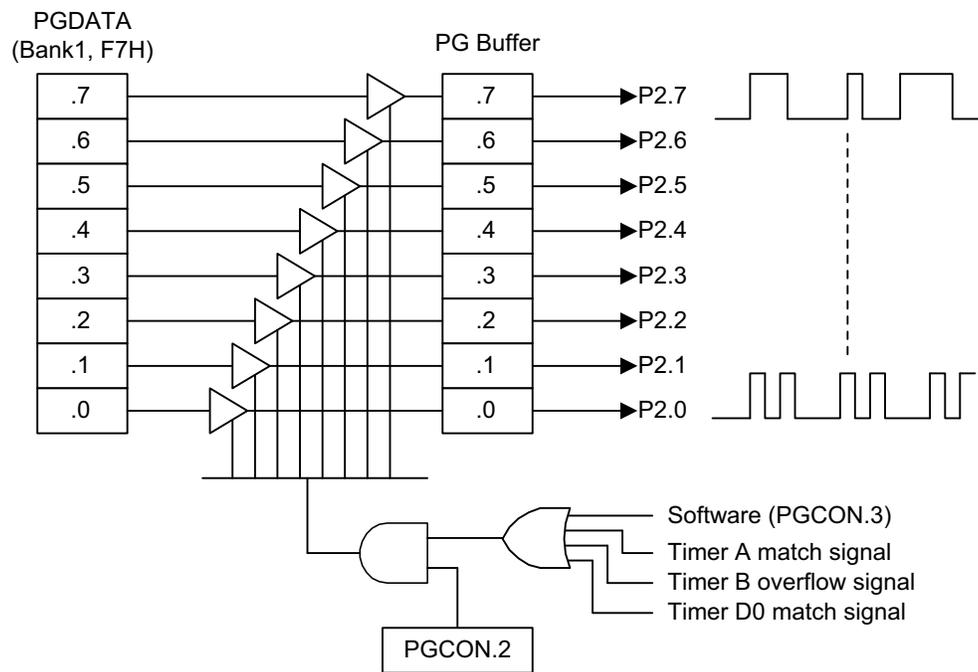 PGDATA
(Bank1, F7H)
PG Buffer
.7 .7 P2.7
.6 .6 P2.6
.5 .5 P2.5
.4 .4 P2.4
.3 .3 P2.3
.2 .2 P2.2
.1 .1 P2.1
.0 .0 P2.0
Software (PGCON.3)
Timer A match signal
Timer B overflow signal
Timer D0 match signal
PGCON.2